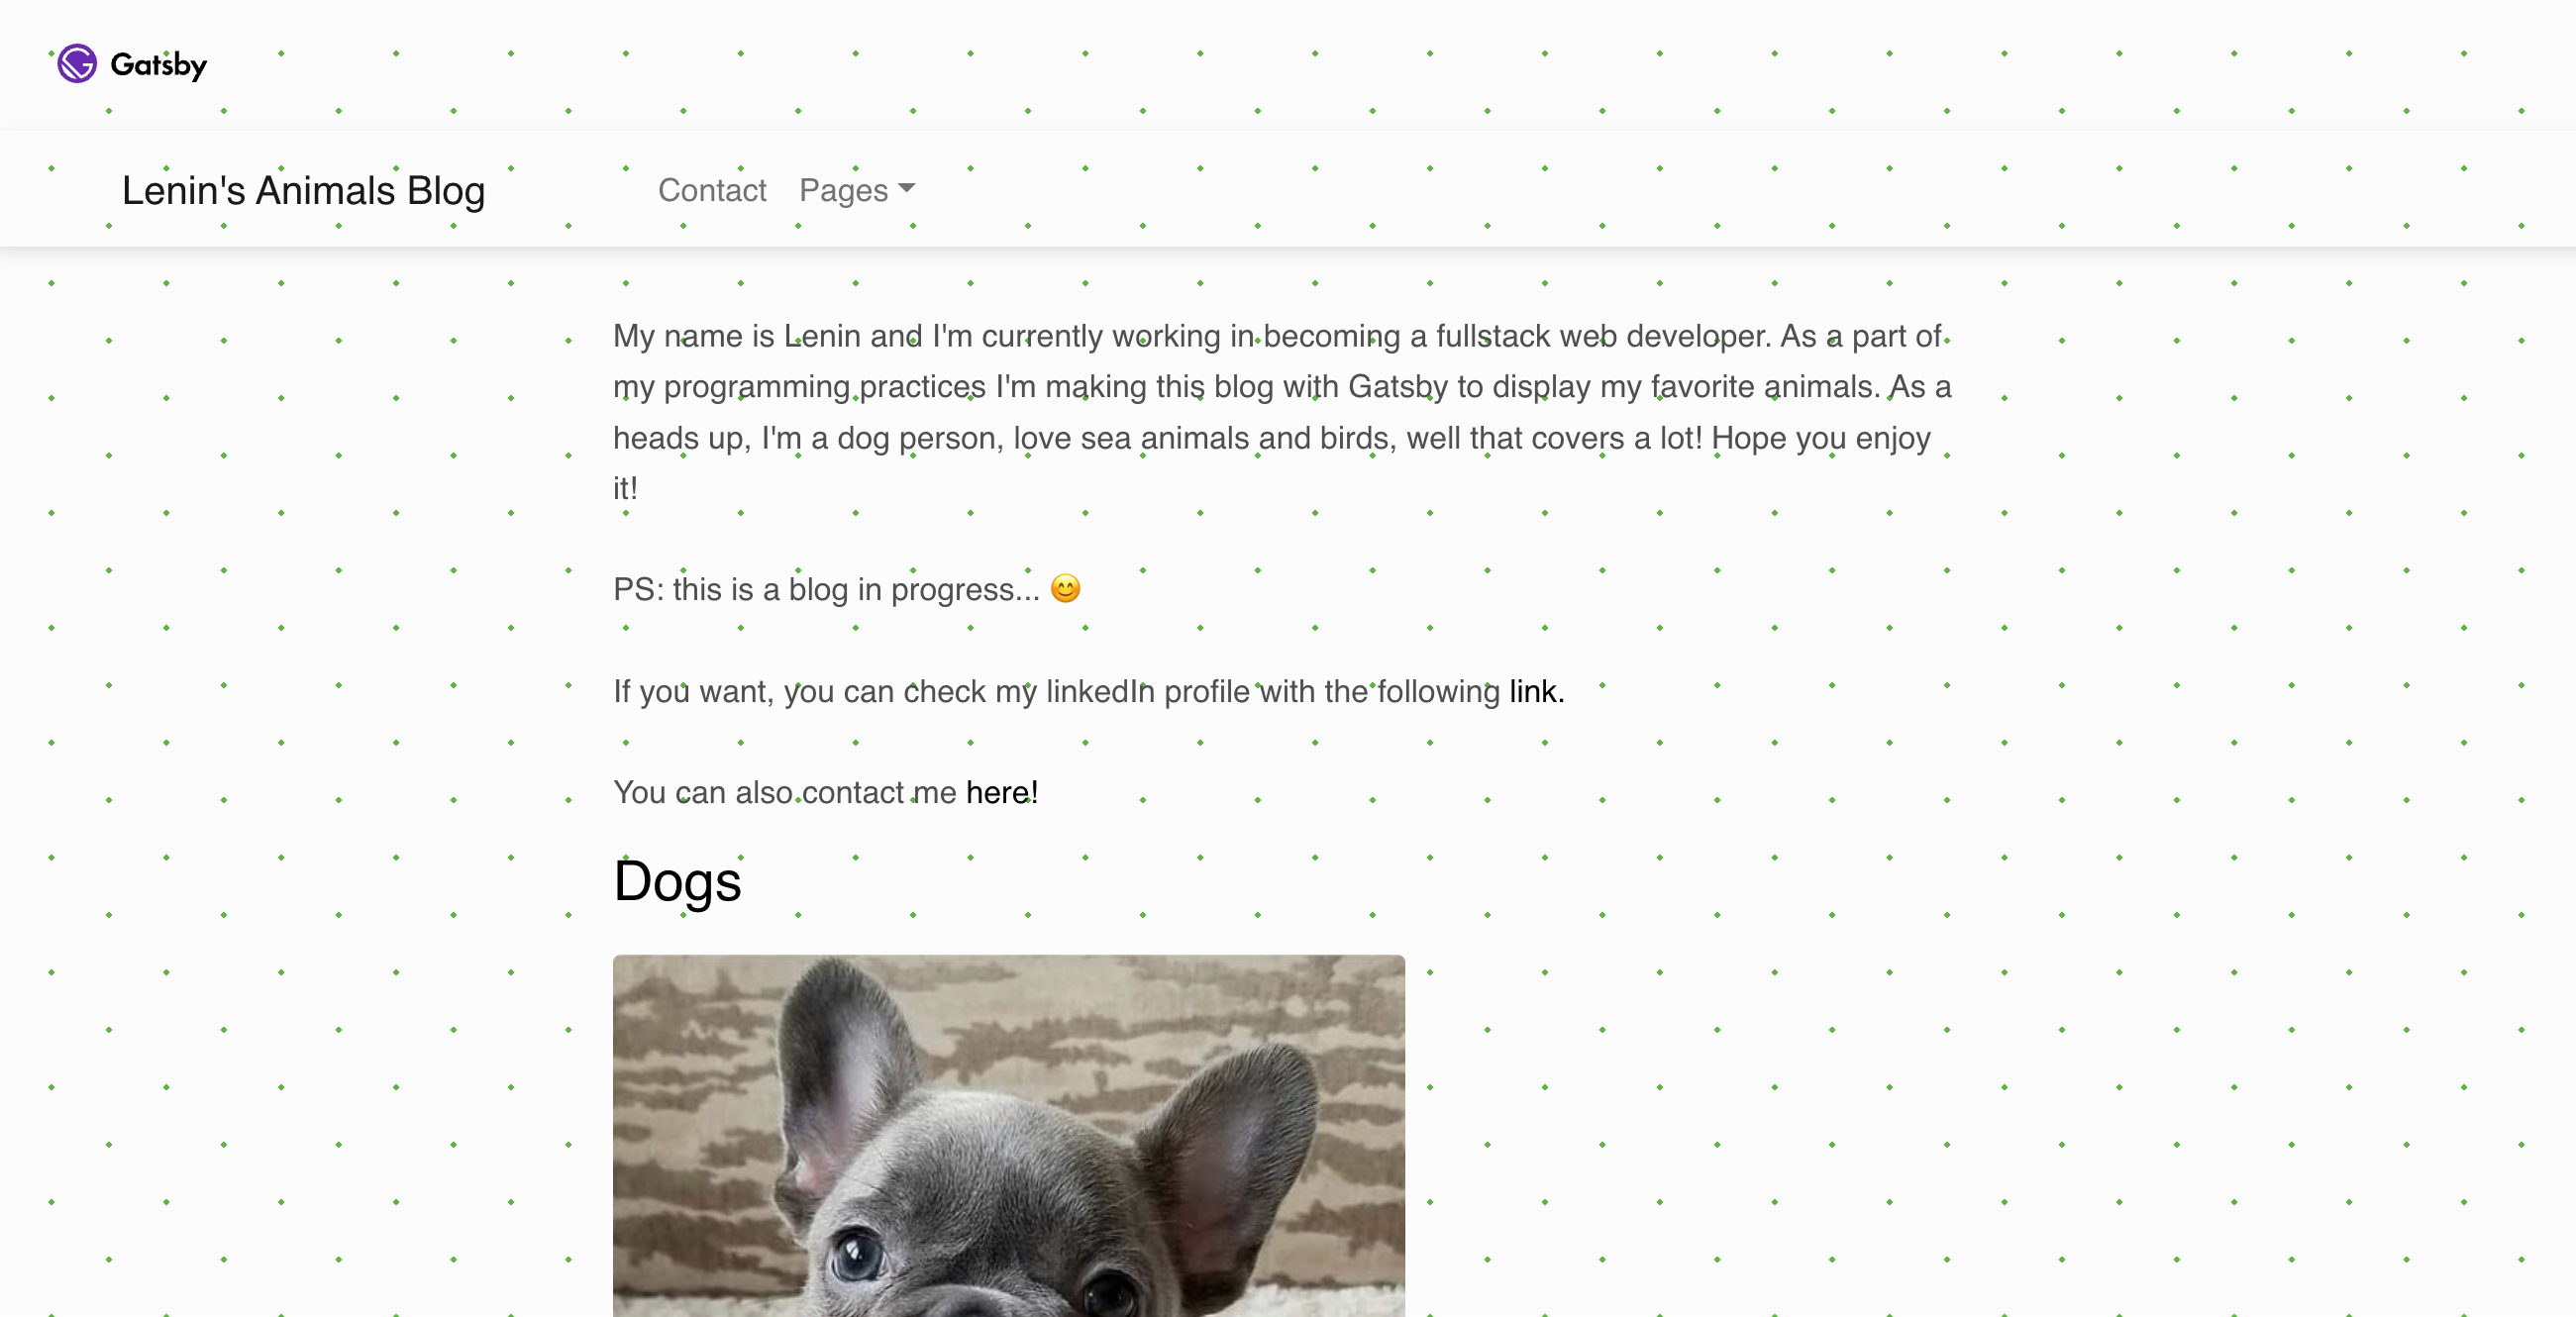 Gatsby
Lenin's Animals Blog
Contact Pages
My name is Lenin and I'm currently working in becoming a fullstack web developer. As a part of
my programming practices I'm making this blog with Gatsby to display my favorite animals. As a
heads up, I'm a dog person, love sea animals and birds, well that covers a lot! Hope you enjoy
it!
PS: this is a blog in progress... 😊
If you want, you can check my linkedIn profile with the following link.
You can also contact me here!
Dogs